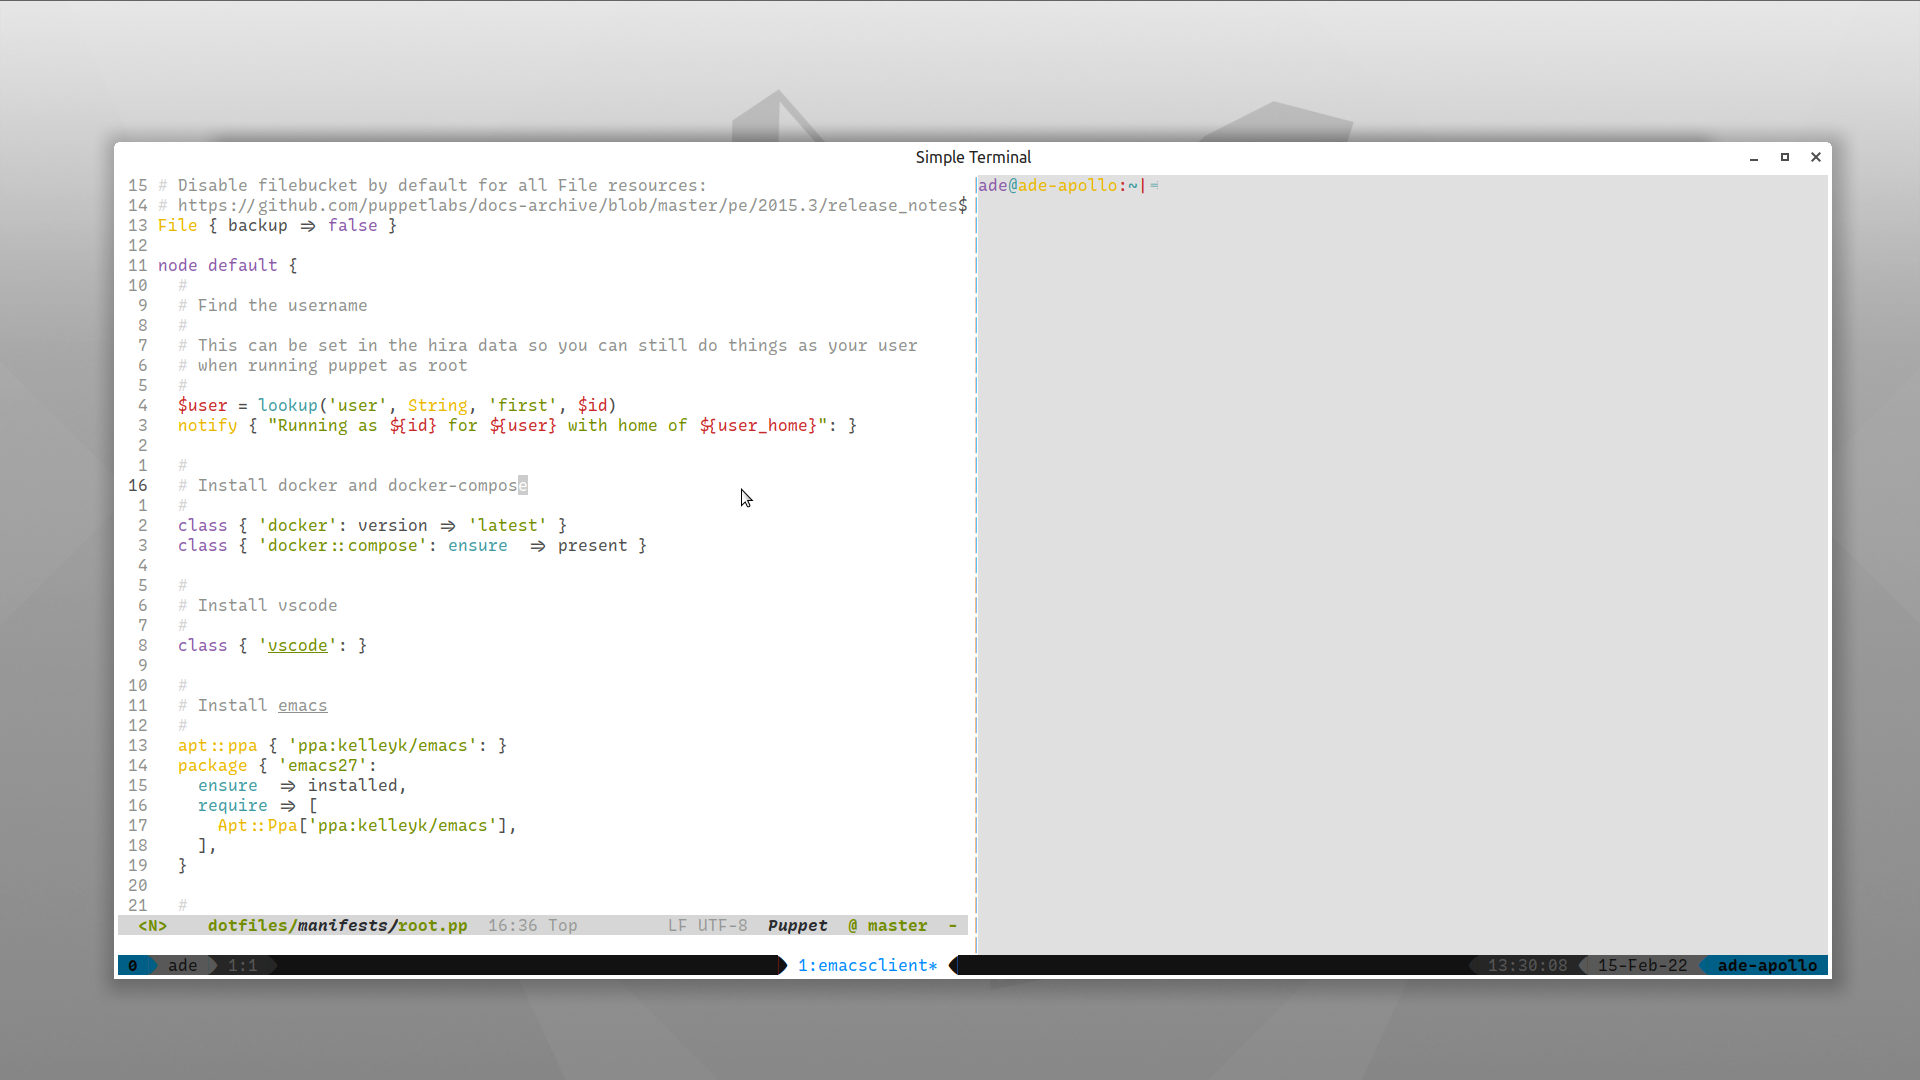 Simple Terminal
15 # Disable filebucket by default for all File resources:
14 # https://github.com/puppetlabs/docs-archive/blob/master/pe/2015.3/release_notes$
13 File { backup => false }
12
11 node default {
10   #
9   # Find the username
8   #
7   # This can be set in the hira data so you can still do things as your user
6   # when running puppet as root
5   #
4   $user = lookup('user', String, 'first', $id)
3   notify { "Running as ${id} for ${user} with home of ${user_home}": }
2
1   #
16   # Install docker and docker-compose
1   #
2   class { 'docker': version => 'latest' }
3   class { 'docker::compose': ensure  => present }
4
5   #
6   # Install vscode
7   #
8   class { 'vscode': }
9
10   #
11   # Install emacs
12   #
13   apt::ppa { 'ppa:kelleyk/emacs': }
14   package { 'emacs27':
15     ensure  => installed,
16     require => [
17       Apt::Ppa['ppa:kelleyk/emacs'],
18     ],
19   }
20
21   #
<N> dotfiles/manifests/root.pp 16:36 Top LF UTF-8 Puppet @ master -
ade@ade-apollo:~|
0 ade 1:1 1:emacsclient* 13:30:08 15-Feb-22 ade-apollo